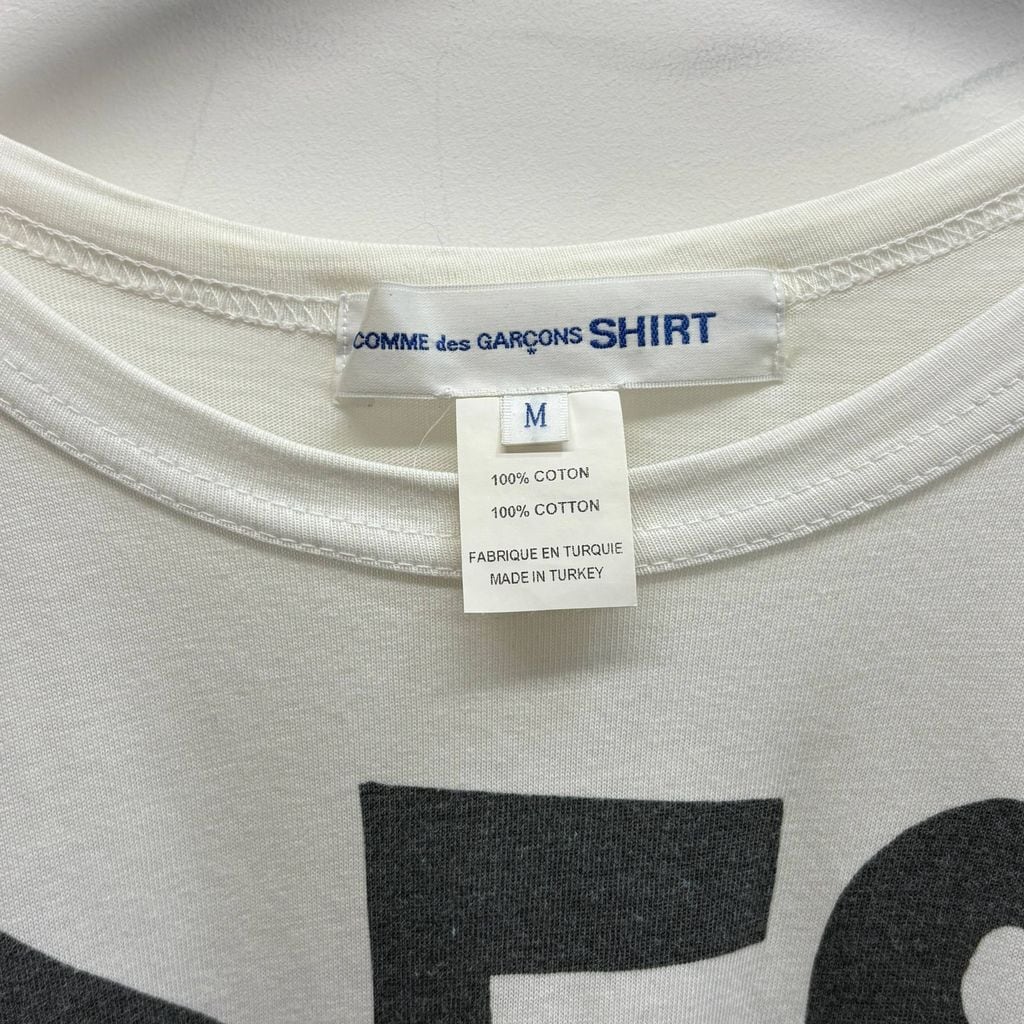 COMME des GARÇONS SHIRT
M
100% COTON
100% COTTON
FABRIQUE EN TURQUIE
MADE IN TURKEY